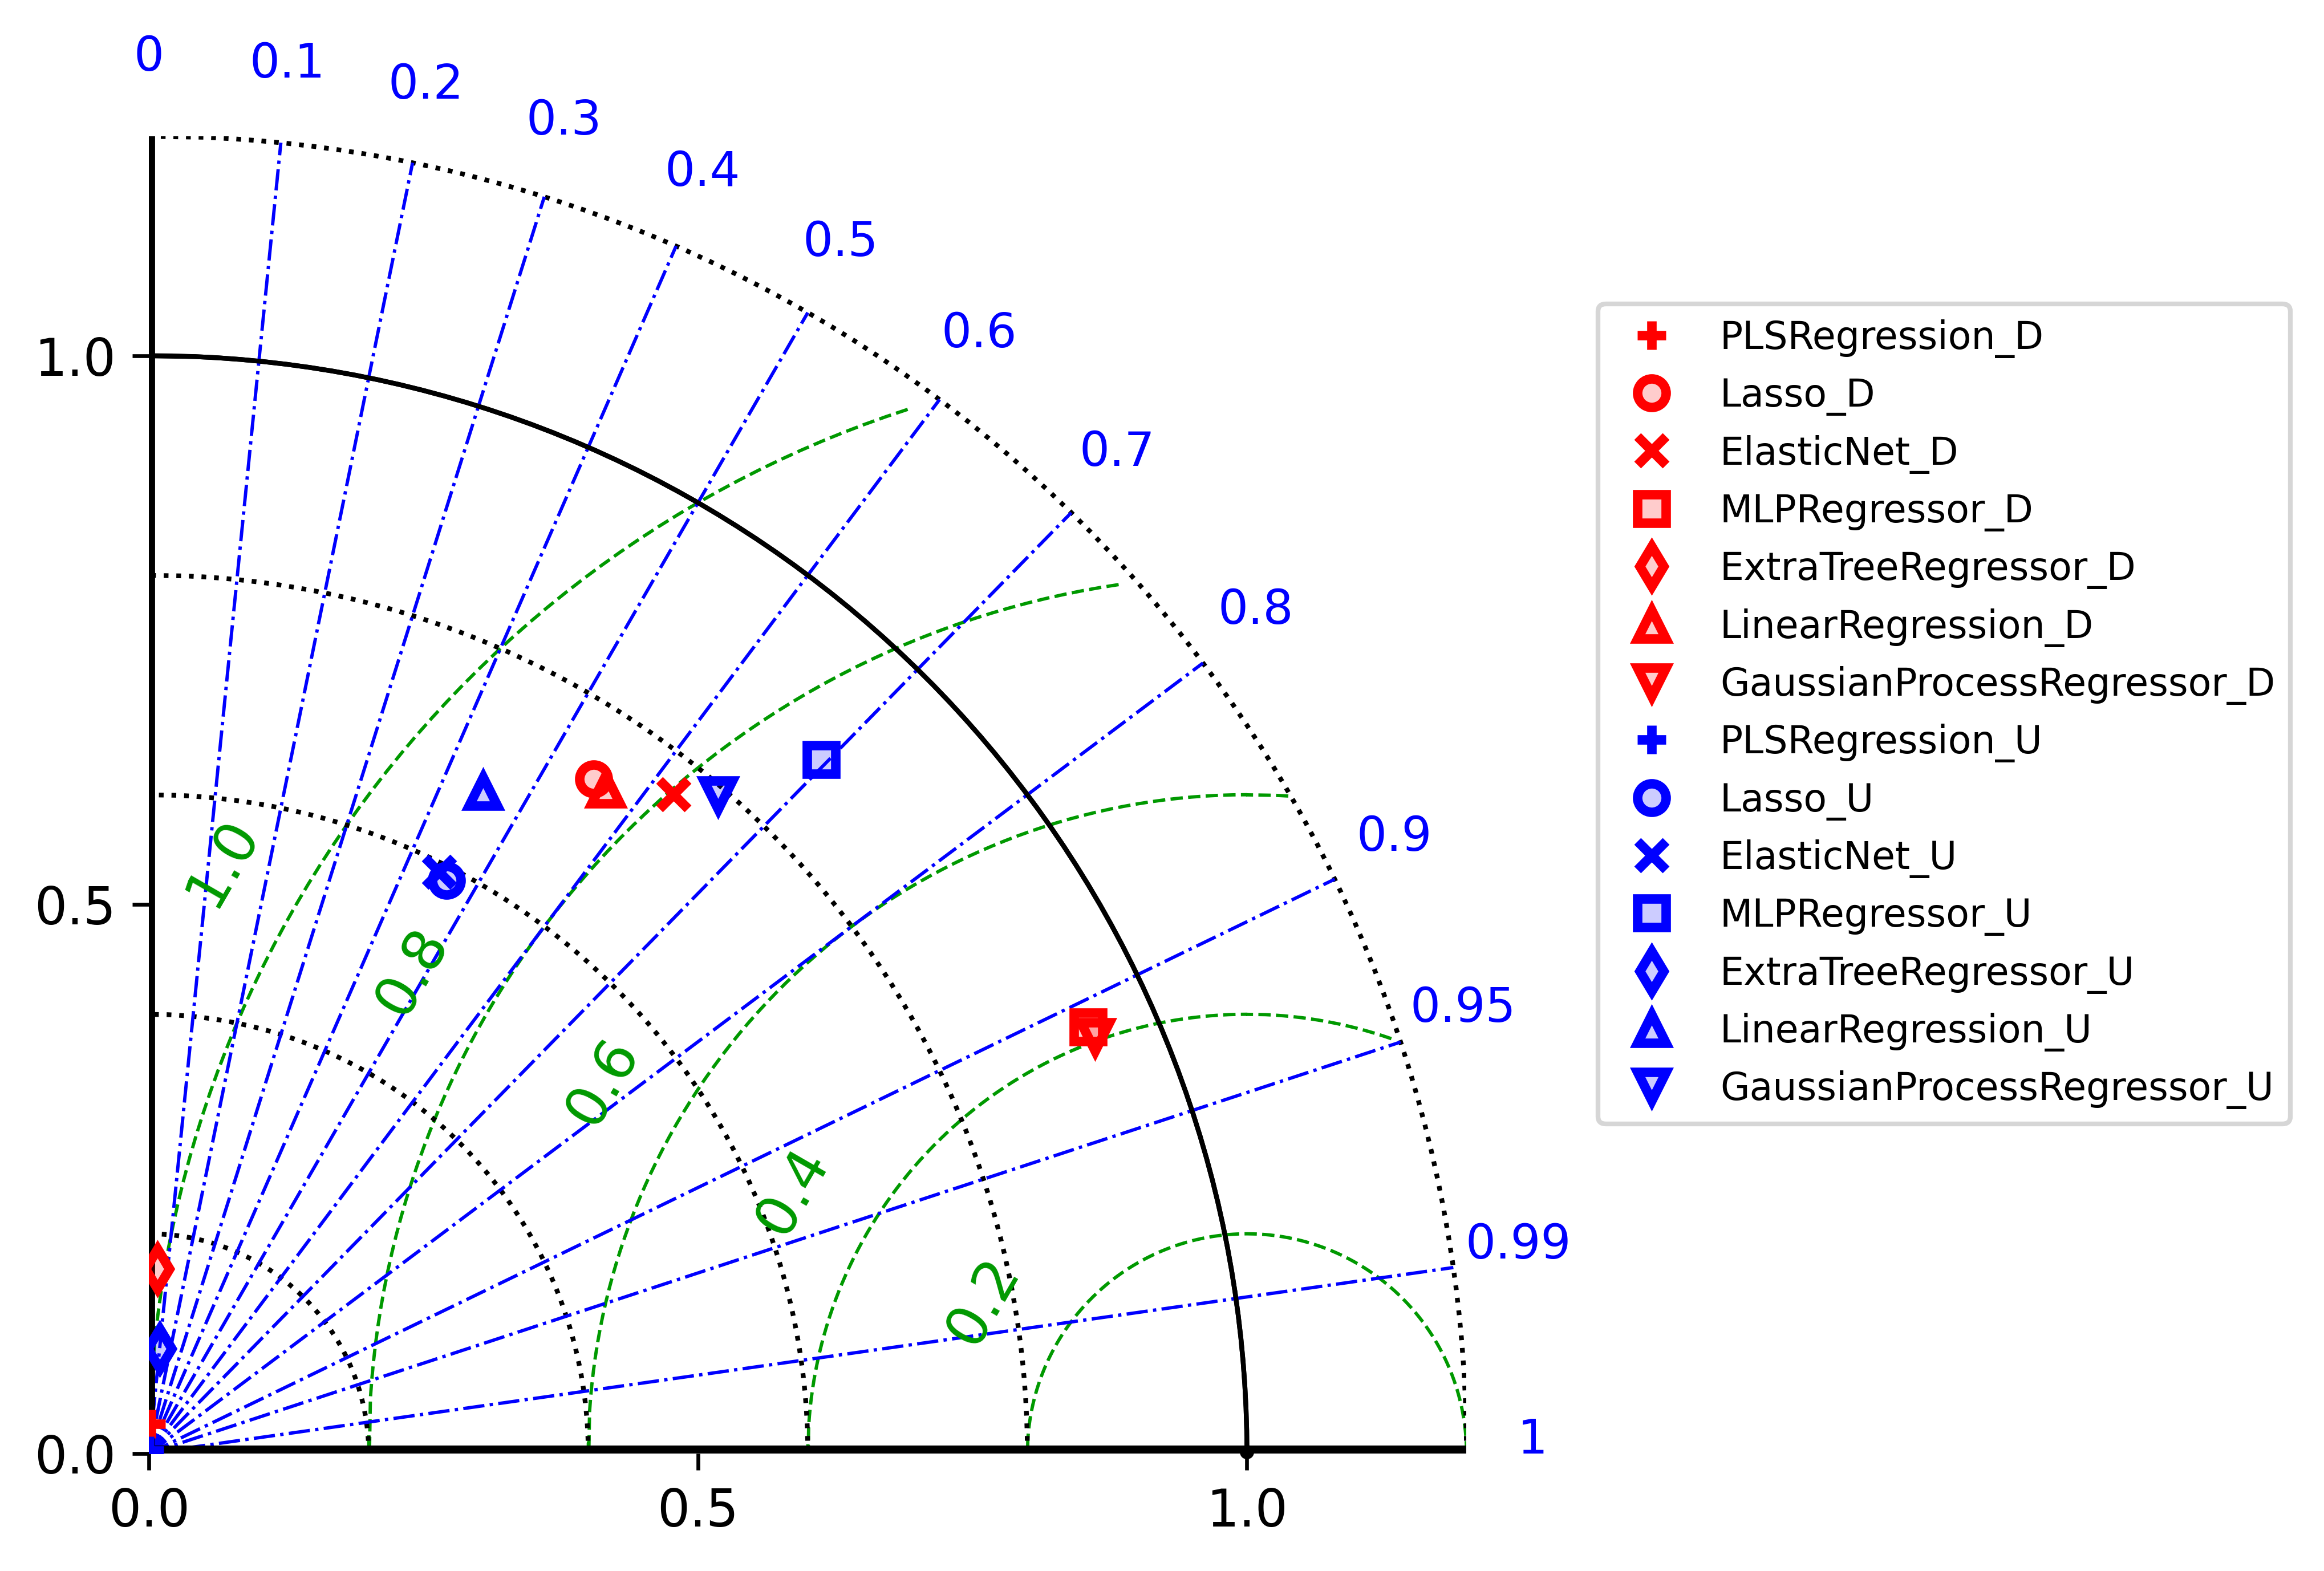 0
0.1
0.2
0.3
0.4
0.5
0.6
0.7
0.8
0.9
0.95
0.99
1
1.0
0.5
0.0
0.0
0.5
1.0
1.0
0.8
0.6
0.4
0.2
PLSRegression_D
Lasso_D
ElasticNet_D
MLPRegressor_D
ExtraTreeRegressor_D
LinearRegression_D
GaussianProcessRegressor_D
PLSRegression_U
Lasso_U
ElasticNet_U
MLPRegressor_U
ExtraTreeRegressor_U
LinearRegression_U
GaussianProcessRegressor_U